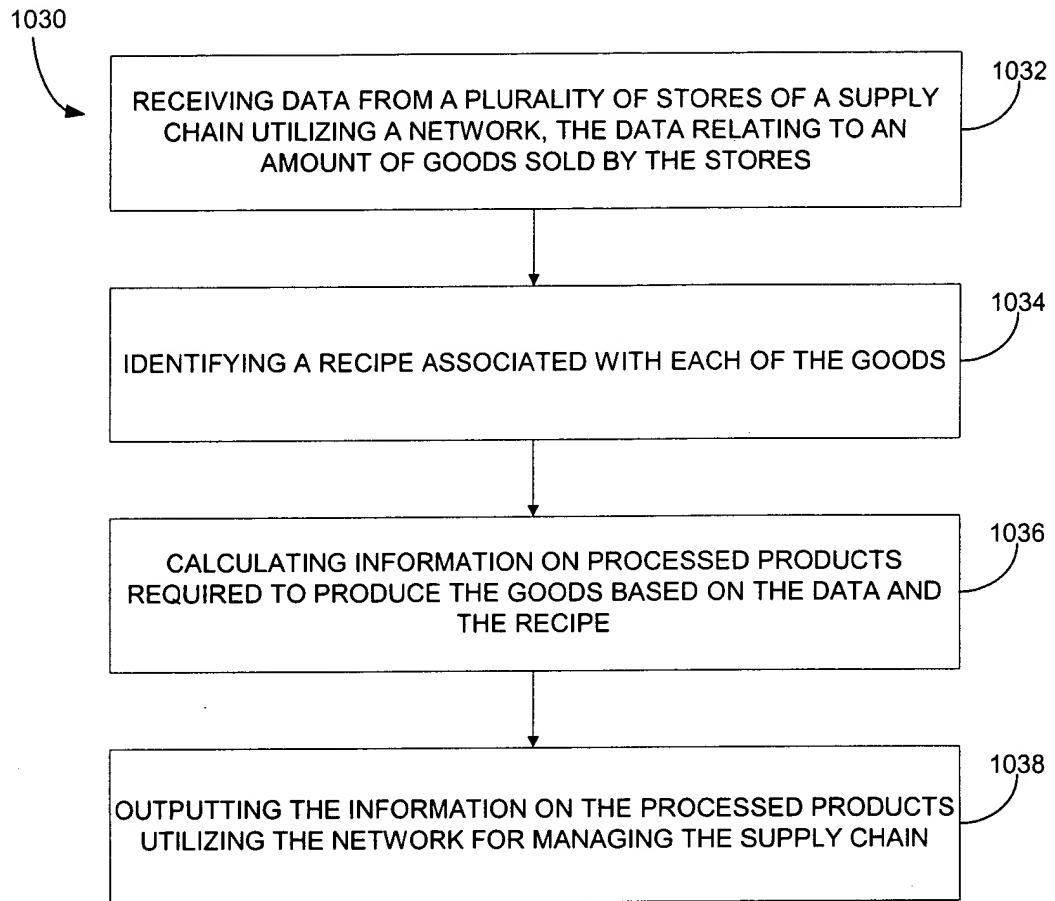 1030
1032
RECEIVING DATA FROM A PLURALITY OF STORES OF A SUPPLY
CHAIN UTILIZING A NETWORK, THE DATA RELATING TO AN
AMOUNT OF GOODS SOLD BY THE STORES
1034
IDENTIFYING A RECIPE ASSOCIATED WITH EACH OF THE GOODS
1036
CALCULATING INFORMATION ON PROCESSED PRODUCTS
REQUIRED TO PRODUCE THE GOODS BASED ON THE DATA AND
THE RECIPE
1038
OUTPUTTING THE INFORMATION ON THE PROCESSED PRODUCTS
UTILIZING THE NETWORK FOR MANAGING THE SUPPLY CHAIN